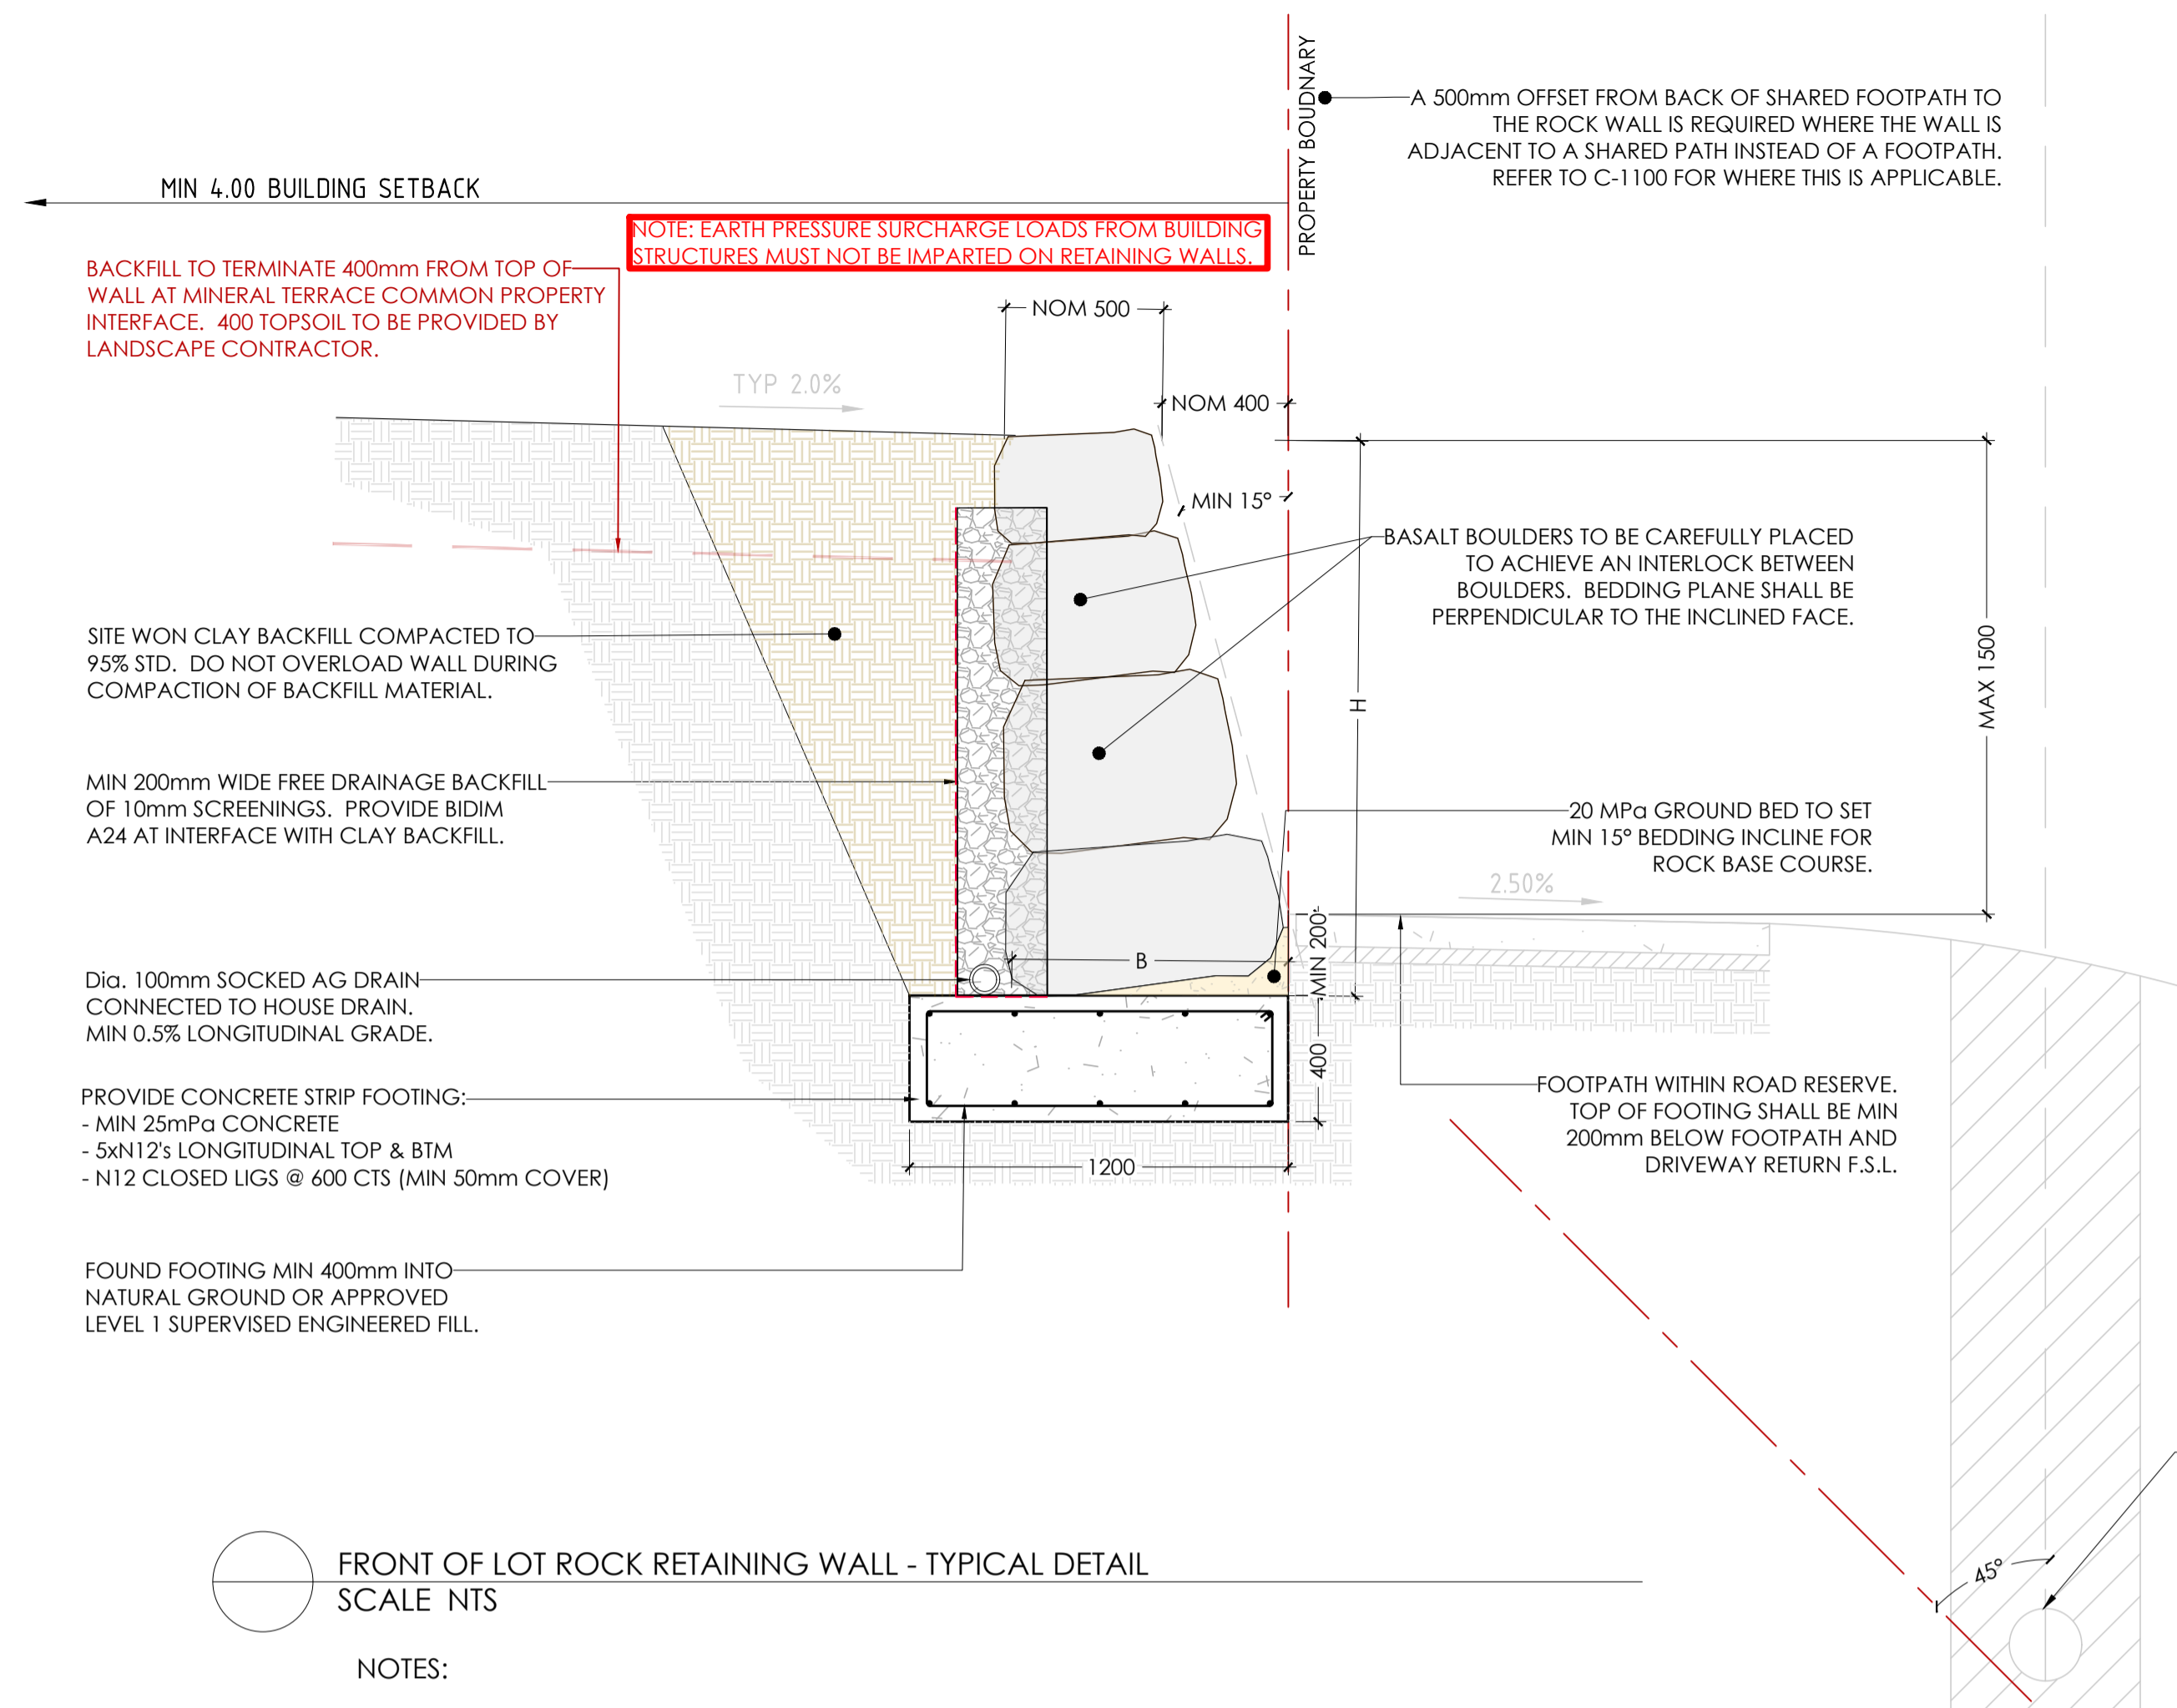 PROPERTY BOUDNARY
A 500mm OFFSET FROM BACK OF SHARED FOOTPATH TO
THE ROCK WALL IS REQUIRED WHERE THE WALL IS
ADJACENT TO A SHARED PATH INSTEAD OF A FOOTPATH.
REFER TO C-1100 FOR WHERE THIS IS APPLICABLE.
MIN 4.00 BUILDING SETBACK
NOTE: EARTH PRESSURE SURCHARGE LOADS FROM BUILDING
STRUCTURES MUST NOT BE IMPARTED ON RETAINING WALLS.
BACKFILL TO TERMINATE 400mm FROM TOP OF
WALL AT MINERAL TERRACE COMMON PROPERTY
INTERFACE. 400 TOPSOIL TO BE PROVIDED BY
LANDSCAPE CONTRACTOR.
NOM 500
TYP 2.0%
NOM 400
MIN 15°
BASALT BOULDERS TO BE CAREFULLY PLACED
TO ACHIEVE AN INTERLOCK BETWEEN
BOULDERS. BEDDING PLANE SHALL BE
PERPENDICULAR TO THE INCLINED FACE.
SITE WON CLAY BACKFILL COMPACTED TO
95% STD. DO NOT OVERLOAD WALL DURING
COMPACTION OF BACKFILL MATERIAL.
H
MAX 1500
MIN 200mm WIDE FREE DRAINAGE BACKFILL
OF 10mm SCREENINGS. PROVIDE BIDIM
A24 AT INTERFACE WITH CLAY BACKFILL.
20 MPa GROUND BED TO SET
MIN 15° BEDDING INCLINE FOR
ROCK BASE COURSE.
2.50%
MIN 200
B
Dia. 100mm SOCKED AG DRAIN
CONNECTED TO HOUSE DRAIN.
MIN 0.5% LONGITUDINAL GRADE.
400
PROVIDE CONCRETE STRIP FOOTING:
- MIN 25mPa CONCRETE
- 5xN12's LONGITUDINAL TOP & BTM
- N12 CLOSED LIGS @ 600 CTS (MIN 50mm COVER)
FOOTPATH WITHIN ROAD RESERVE.
TOP OF FOOTING SHALL BE MIN
200mm BELOW FOOTPATH AND
DRIVEWAY RETURN F.S.L.
1200
FOUND FOOTING MIN 400mm INTO
NATURAL GROUND OR APPROVED
LEVEL 1 SUPERVISED ENGINEERED FILL.
45°
FRONT OF LOT ROCK RETAINING WALL - TYPICAL DETAIL
SCALE NTS
NOTES: